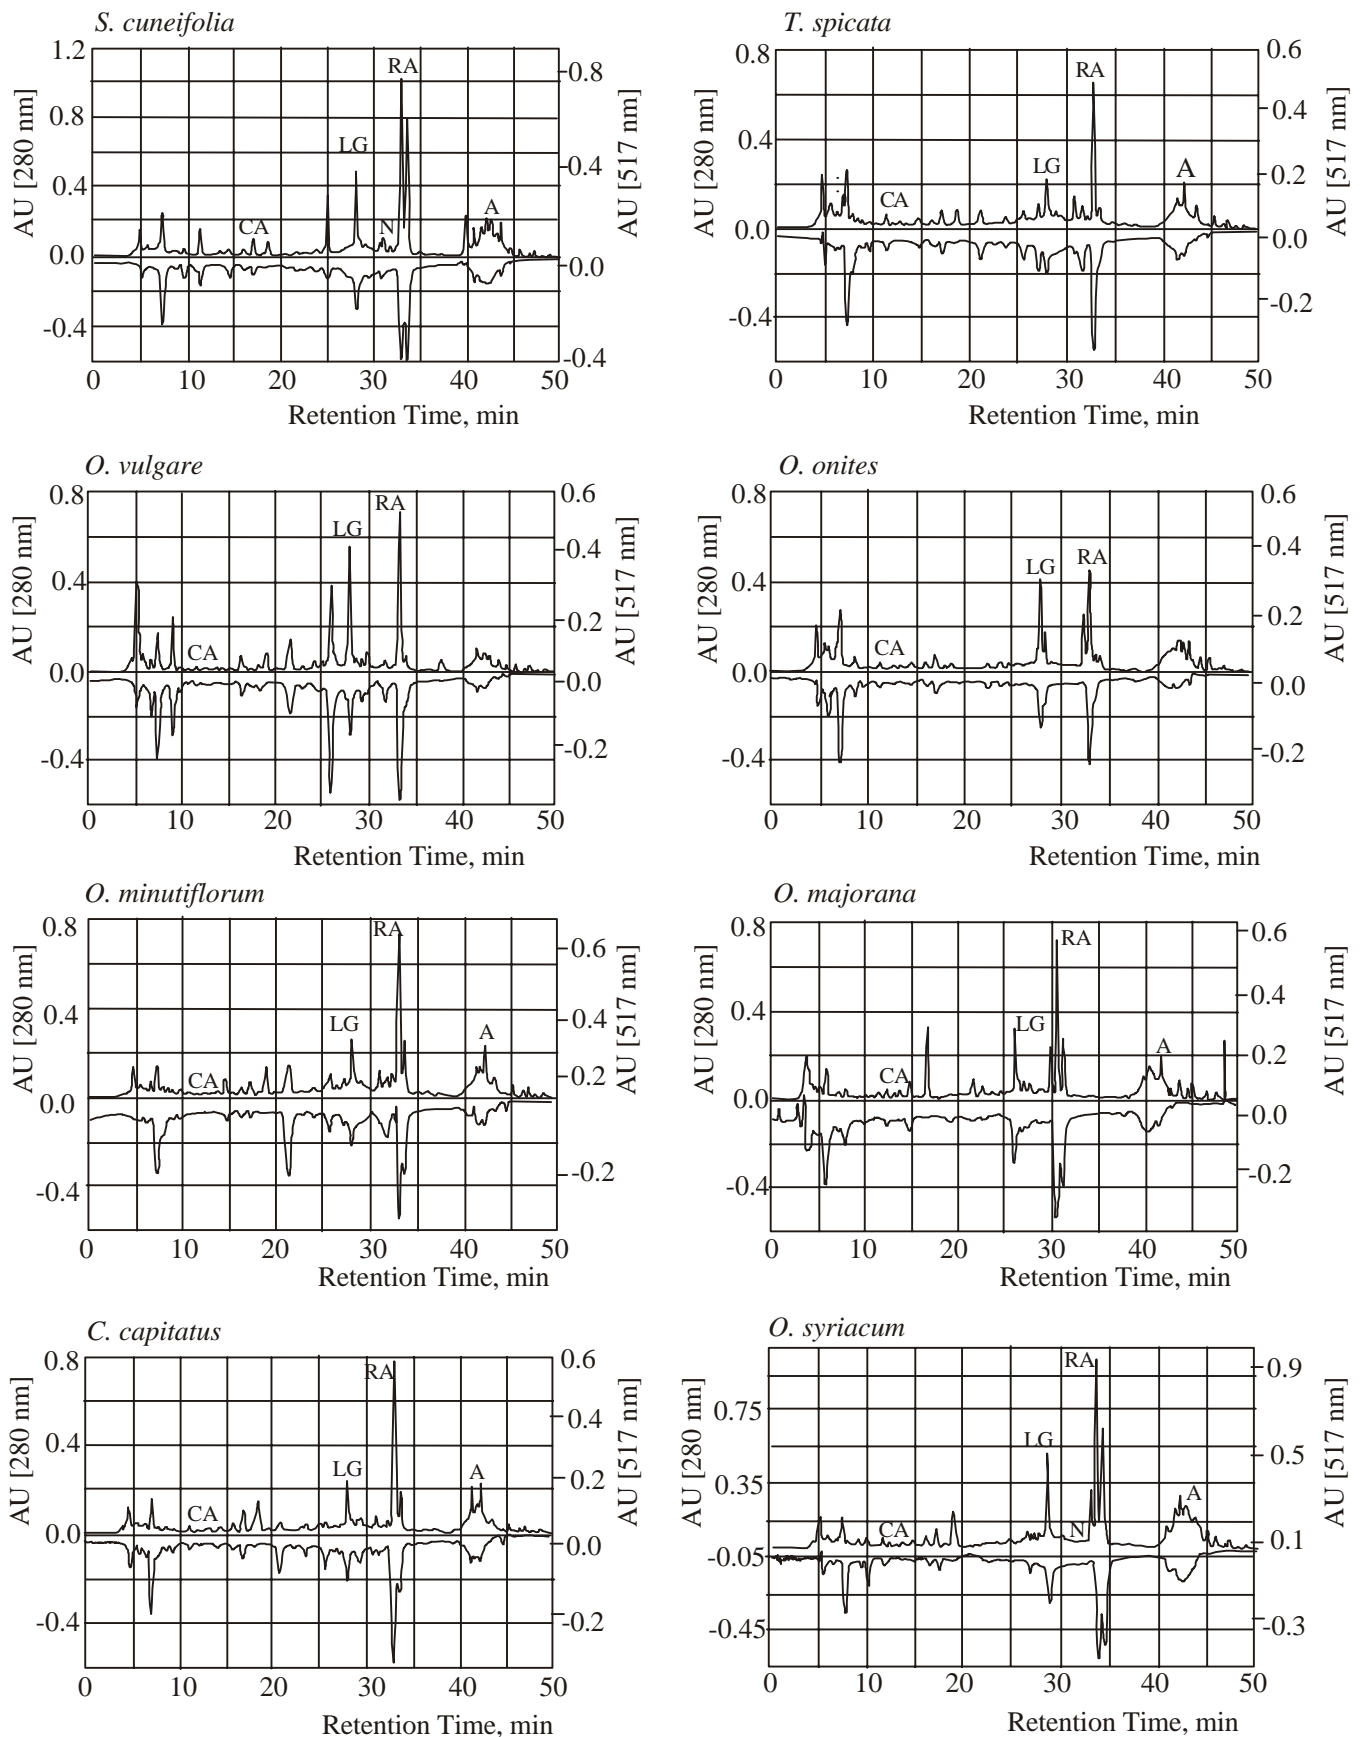 S. cuneifolia
1.2
0.8
0.4
0.0
-0.4
AU [280 nm]
RA
LG
CA
N
A
0.8
0.4
0.0
-0.4
AU [517 nm]
0 10 20 30 40 50
Retention Time, min
T. spicata
0.8
0.4
0.0
-0.4
AU [280 nm]
RA
LG
CA
A
0.6
0.4
0.2
0.0
-0.2
AU [517 nm]
0 10 20 30 40 50
Retention Time, min
O. vulgare
0.8
0.4
0.0
-0.4
AU [280 nm]
RA
LG
CA
0.6
0.4
0.2
0.0
-0.2
AU [517 nm]
0 10 20 30 40 50
Retention Time, min
O. onites
0.8
0.4
0.0
-0.4
AU [280 nm]
RA
LG
CA
0.6
0.4
0.2
0.0
-0.2
AU [517 nm]
0 10 20 30 40 50
Retention Time, min
O. minutiflorum
0.8
0.4
0.0
-0.4
AU [280 nm]
RA
LG
CA
A
0.6
0.4
0.2
-0.2
AU [517 nm]
0 10 20 30 40 50
Retention Time, min
O. majorana
0.8
0.4
0.0
-0.4
AU [280 nm]
RA
LG
CA
A
0.6
0.4
0.2
0.0
-0.2
AU [517 nm]
0 10 20 30 40 50
Retention Time, min
C. capitatus
0.8
0.4
0.0
-0.4
AU [280 nm]
RA
LG
CA
A
0.6
0.4
0.2
0.0
-0.2
AU [517 nm]
0 10 20 30 40 50
Retention Time, min
O. syriacum
0.75
0.35
-0.05
-0.45
AU [280 nm]
RA
LG
CA
N
A
0.9
0.5
0.1
-0.3
AU [517 nm]
0 10 20 30 40 50
Retention Time, min